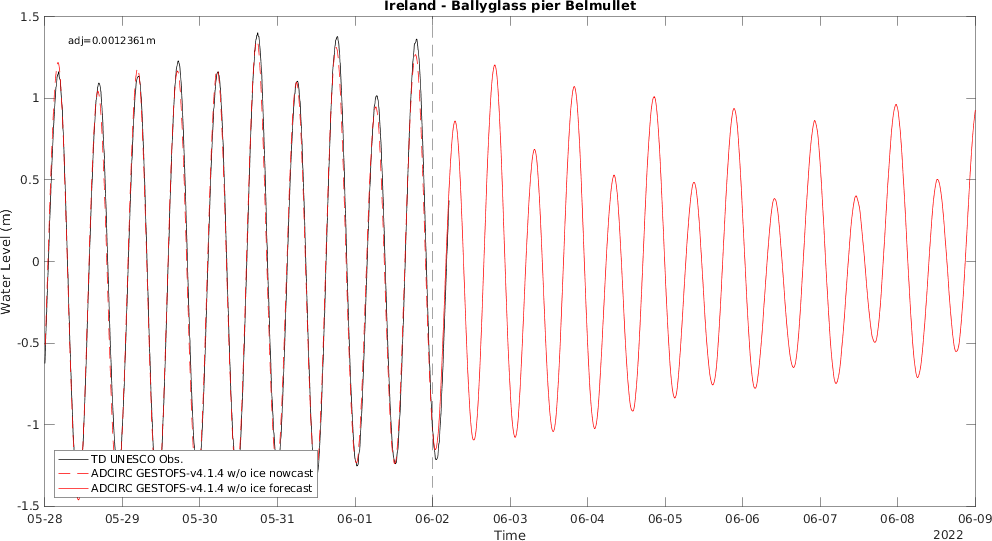 Ireland - Ballyglass pier Belmullet
adj=0.0012361m
Water Level (m)
1.5
1
0.5
0
-0.5
-1
-1.5
TD UNESCO Obs.
ADCIRC GESTOFS-v4.1.4 w/o ice nowcast
ADCIRC GESTOFS-v4.1.4 w/o ice forecast
05-28 05-29 05-30 05-31 06-01 06-02 06-03 06-04 06-05 06-06 06-07 06-08 06-09
Time
2022